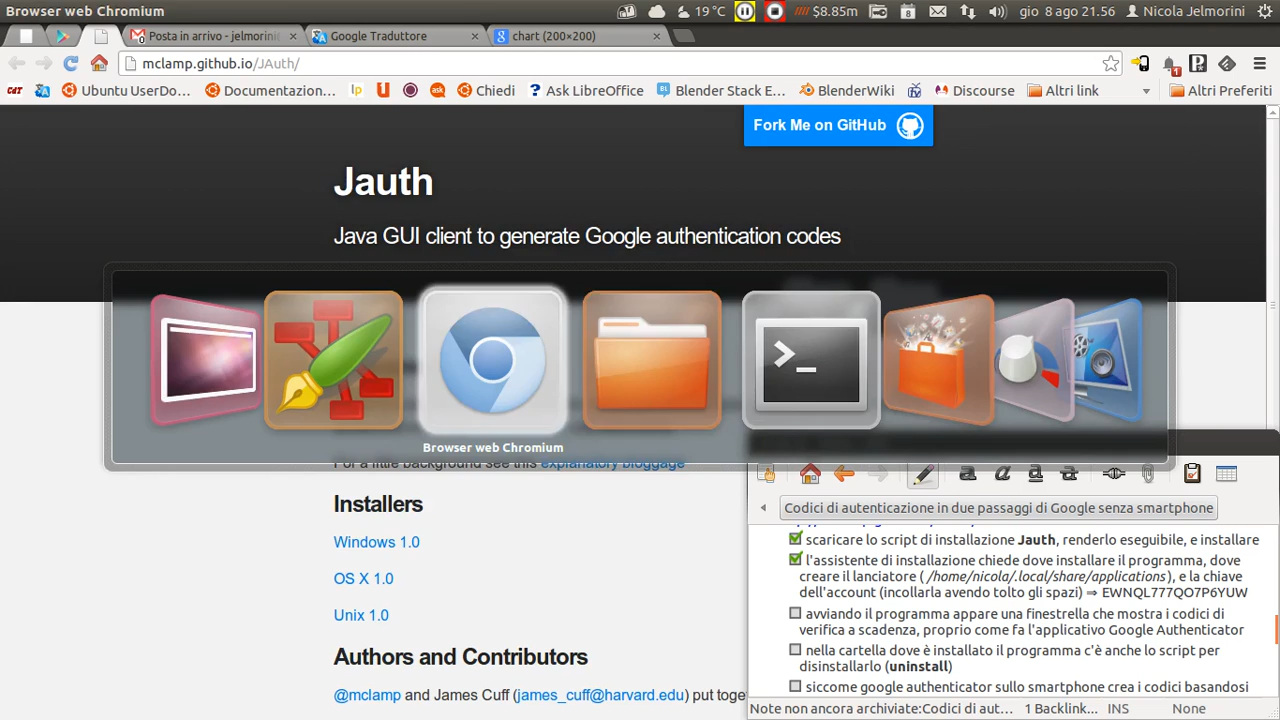 Browser web Chromium
19 °C
$8.85m
8
gio 8 ago 21.56
Nicola Jelmorini
Posta in arrivo - jelmorini
Google Traduttore
chart (200×200)
mclamp.github.io/JAuth/
1
CdT
Ubuntu UserDo...
Documentazion...
lp
ask
Chiedi
Ask LibreOffice
Blender Stack E...
BlenderWiki
Discourse
Altri link
Altri Preferiti
Fork Me on GitHub
Jauth
Java GUI client to generate Google authentication codes
Browser web Chromium
For a little background see this explanatory bloggage
Installers
Windows 1.0
OS X 1.0
Unix 1.0
Authors and Contributors
@mclamp and James Cuff (james_cuff@harvard.edu) put toge
Codici di autenticazione in due passaggi di Google senza smartphone
scaricare lo script di installazione Jauth, renderlo eseguibile, e installare
l'assistente di installazione chiede dove installare il programma, dove
creare il lanciatore ( /home/nicola/.local/share/applications), e la chiave
dell'account (incollarla avendo tolto gli spazi) ⇒ EWNQL777QO7P6YUW
avviando il programma appare una finestrella che mostra i codici di
verifica a scadenza, proprio come fa l'applicativo Google Authenticator
nella cartella dove è installato il programma c'è anche lo script per
disinstallarlo (uninstall)
siccome google authenticator sullo smartphone crea i codici basandosi
Note non ancora archiviate:Codici di aut...
1 Backlink...
INS
None